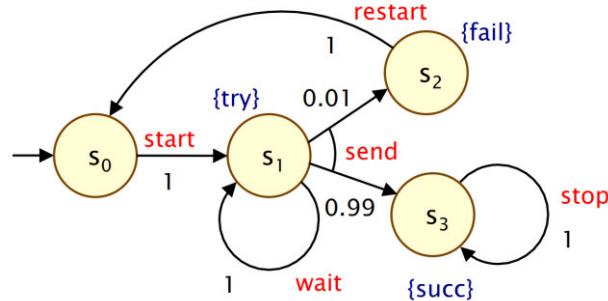 restart
1
{fail}
s2
{try}
0.01
start
send
s0
s1
1
0.99
s3
stop
1
1
wait
{succ}